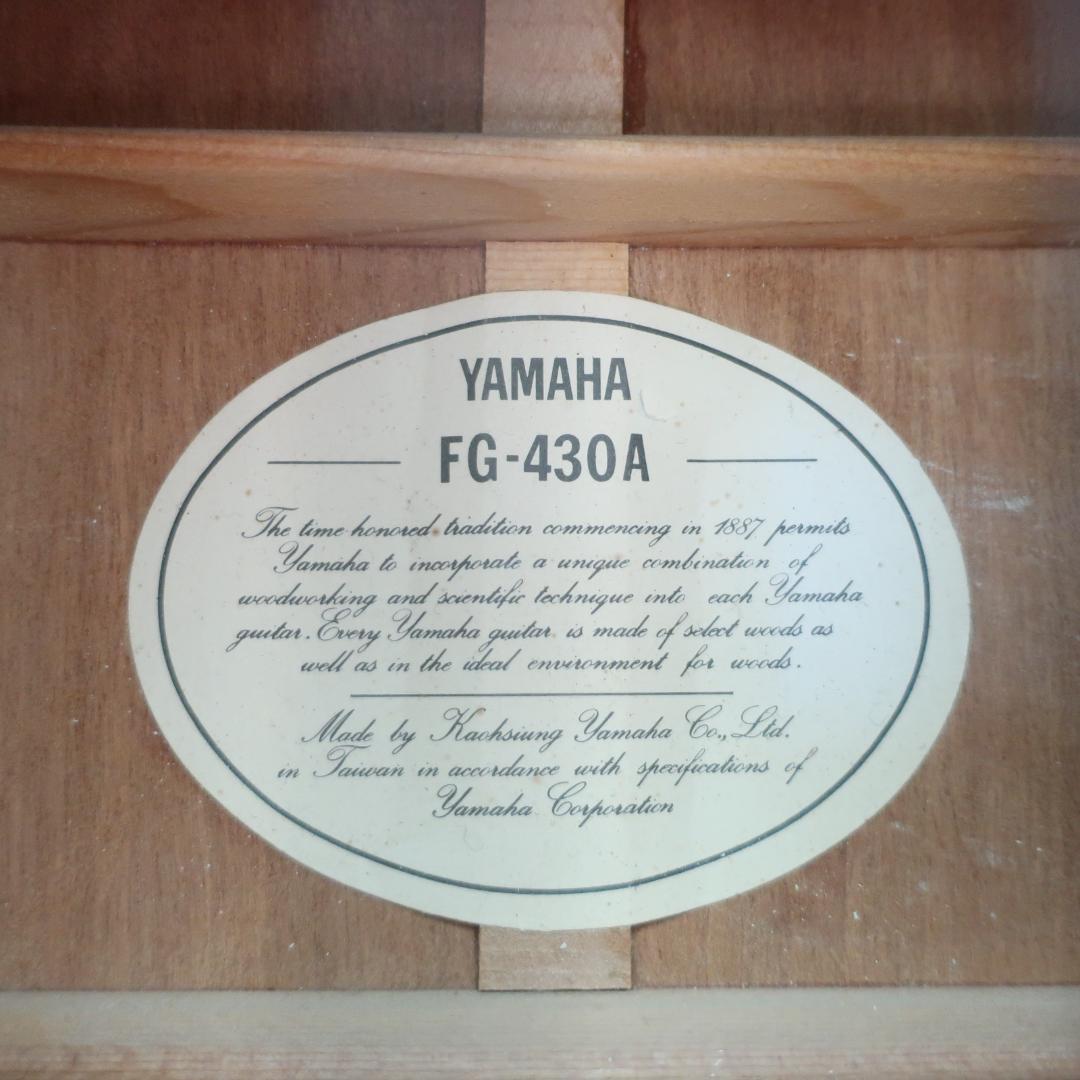 YAMAHA
FG-430A
The time-honored tradition commencing in 1887 permits
Yamaha to incorporate a unique combination of
woodworking and scientific technique into each Yamaha
guitar. Every Yamaha guitar is made of select woods as
well as in the ideal environment for woods.
Made by Kaohsiung Yamaha Co., Ltd.
in Taiwan in accordance with specifications of
Yamaha Corporation